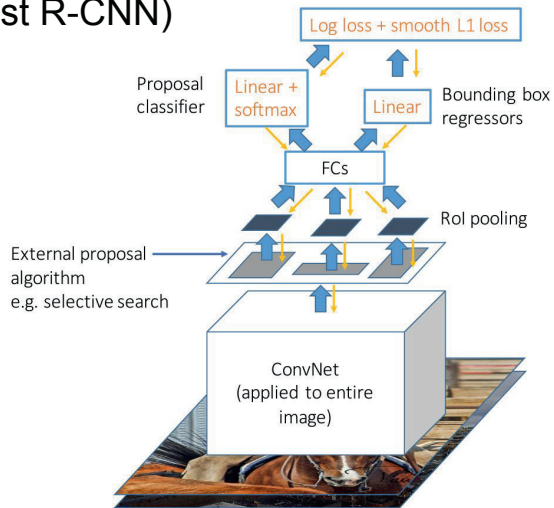 st R-CNN)
Log loss + smooth L1 loss
Proposal
classifier
Linear +
softmax
Linear
Bounding box
regressors
FCs
RoI pooling
External proposal
algorithm
e.g. selective search
ConvNet
(applied to entire
image)